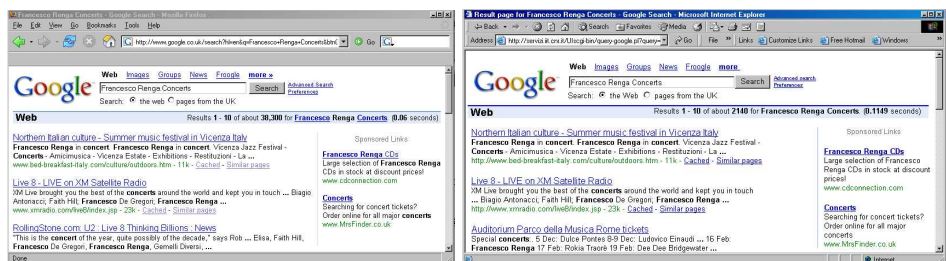 Francesco Renga Concerts - Google Search - Mozilla Firefox
File Edit View Go Bookmarks Tools Help
http://www.google.co.uk/search?hl=en&q=Francesco+Renga+Concerts&btnG Go
Google
Web Images Groups News Froogle more »
Francesco Renga Concerts Search Advanced Search
Preferences
Search: the web pages from the UK
Web Results 1 - 10 of about 38,300 for Francesco Renga Concerts. (0.06 seconds)
Northern Italian culture - Summer music festival in Vicenza Italy
Francesco Renga in concert. Francesco Renga in concert. Vicenza Jazz Festival -
Concerts - Amicimusica - Vicenza Estate - Exhibitions - Restituzioni - La ...
www.bed-breakfast-italy.com/culture/outdoors.htm - 11k - Cached - Similar pages
Live 8 - LIVE on XM Satellite Radio
XM Live brought you the best of the concerts around the world and kept you in touch ... Biagio
Antonacci; Faith Hill; Francesco De Gregori; Francesco Renga ...
www.xmradio.com/live8/index.jsp - 23k - Cached - Similar pages
RollingStone.com: U2 : Live 8 Thinking Billions : News
"This is the concert of the year, quite possibly of the decade," says Rob ... Elisa, Faith Hill,
Francesco De Gregori, Francesco Renga, Gemelli Diversi, ...
Sponsored Links
Francesco Renga CDs
Large selection of Francesco Renga
CDs in stock at discount prices!
www.cdconnection.com
Concerts
Searching for concert tickets?
Order online for all major concerts
www.MrsFinder.co.uk
Done
Result page for Francesco Renga Concerts - Google Search - Microsoft Internet Explorer
Back Search Favorites Media
Address Go File Links Customize Links Free Hotmail Windows
Google
Web Images Groups News Froogle more
Francesco Renga Concerts Search Advanced search
Preferences
Search: the Web pages from the UK
Web Results 1 - 10 of about 2140 for Francesco Renga Concerts. (0.1149 seconds)
Northern Italian culture - Summer music festival in Vicenza Italy
Francesco Renga in concert. Francesco Renga in concert. Vicenza Jazz Festival -
Concerts - Amicimusica - Vicenza Estate - Exhibitions - Restituzioni - La ...
http://www.bed-breakfast-italy.com/culture/outdoors.htm - 11k - Cached - Similar pages
Live 8 - LIVE on XM Satellite Radio
XM Live brought you the best of the concerts around the world and kept you in touch
... Biagio Antonacci; Faith Hill; Francesco De Gregori; Francesco Renga ...
http://www.xmradio.com/live8/index.jsp - 23k - Cached - Similar pages
Auditorium Parco della Musica Rome tickets
Special concerts:. 5 Dec: Dulce Pontes 8-9 Dec: Ludovico Einaudi ... 16 Feb:
Francesco Renga 17 Feb: Rokia Traorè 19 Feb: Dee Dee Bridgewater ...
Sponsored Links
Francesco Renga CDs
Large selection of Francesco
Renga CDs in stock at discount
prices!
www.cdconnection.com
Concerts
Searching for concert tickets?
Order online for all major
concerts
www.MrsFinder.co.uk
Internet